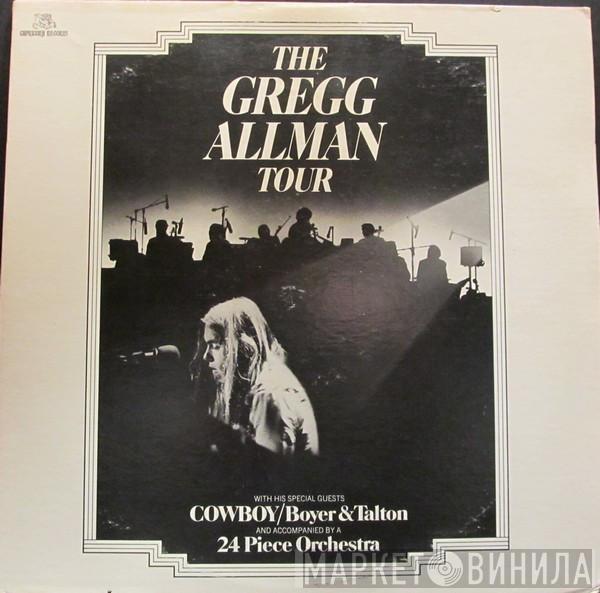 CAPRICORN RECORDS
THE
GREGG
ALLMAN
TOUR
WITH HIS SPECIAL GUESTS
COWBOY/Boyer & Talton
AND ACCOMPANIED BY A
24 Piece Orchestra
МАРКЕТ ВИНИЛА